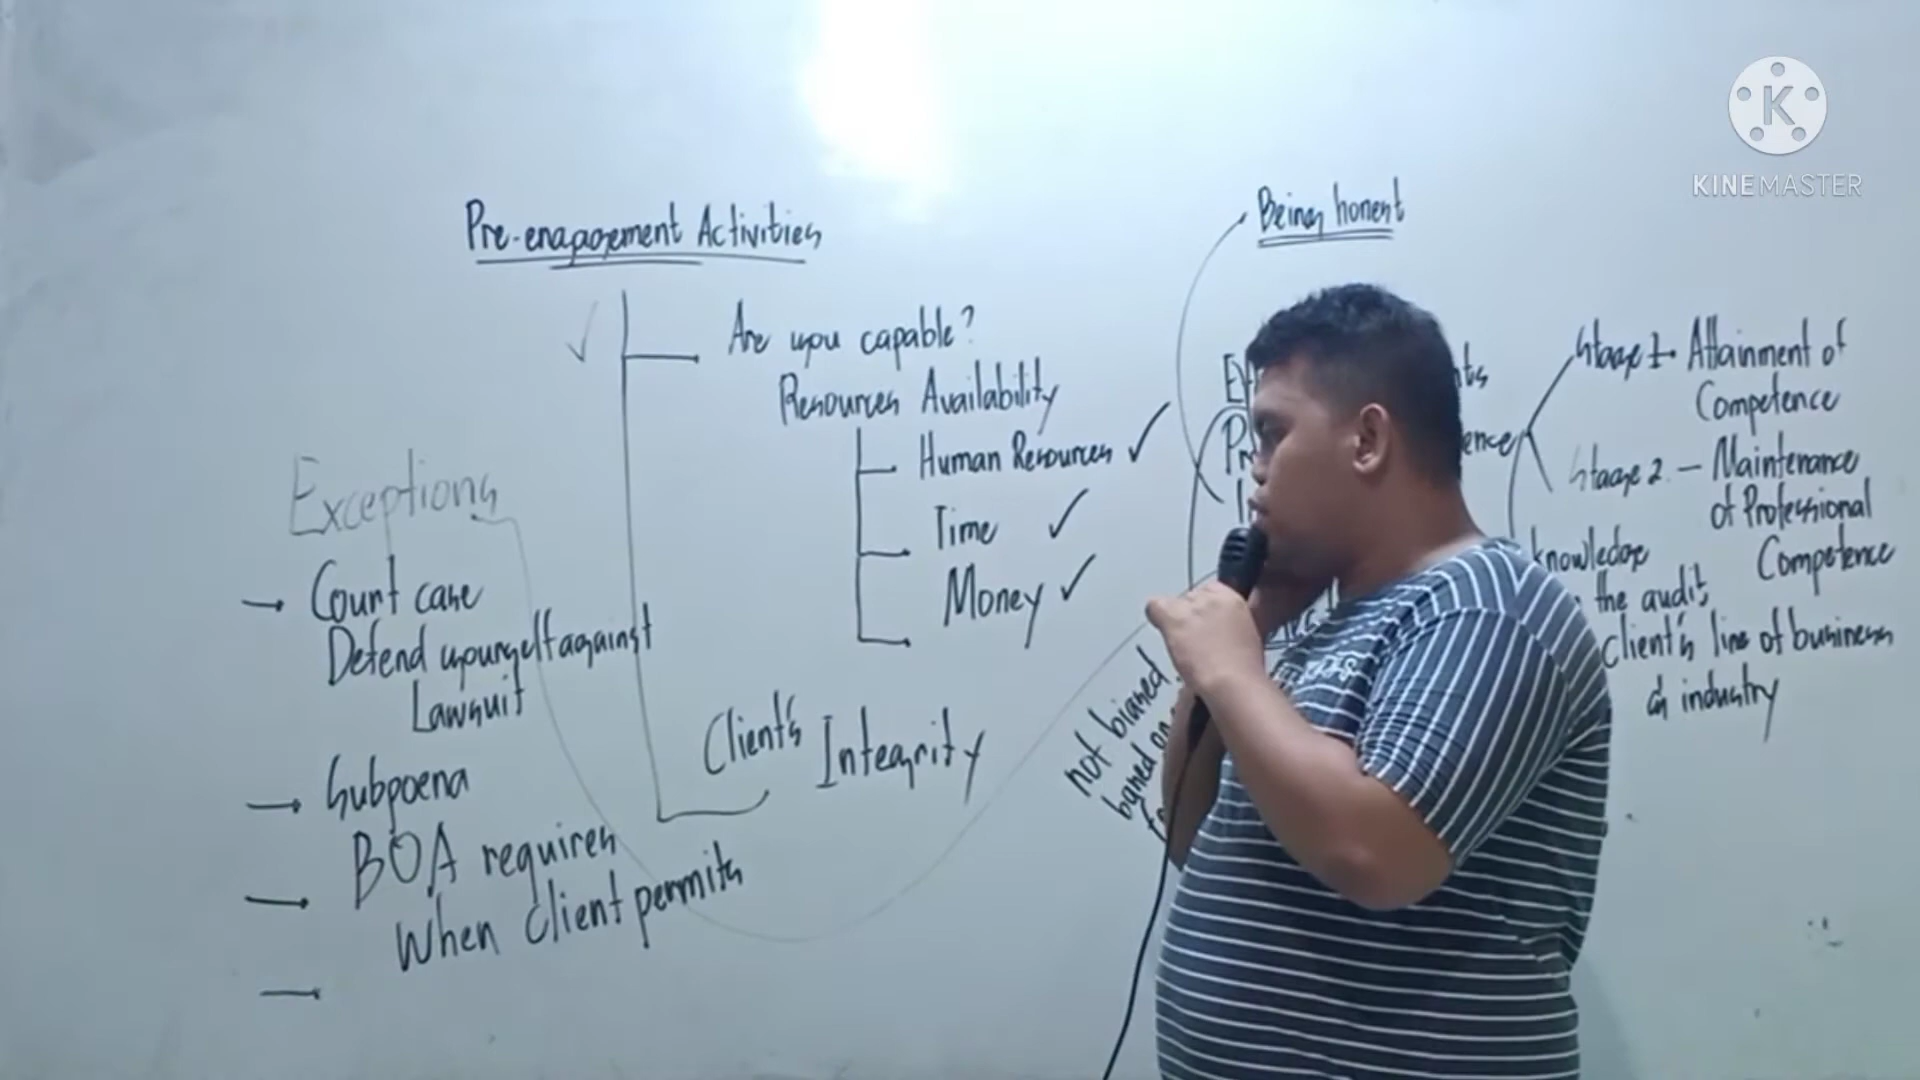 KINEMASTER
Pre-enagagement Activities
Being honest
Are you capable?
Resources Availability
Human Resources ✓
Time ✓
Money ✓
Client's Integrity
Exceptions
Court case
Defend yourself against
Lawsuit
Subpoena
BOA requires
When client permits
not biased
based on
Stage 1 - Attainment of
Competence
Stage 2 - Maintenance
of Professional
Competence
knowledge
the audit
client's line of business
& industry